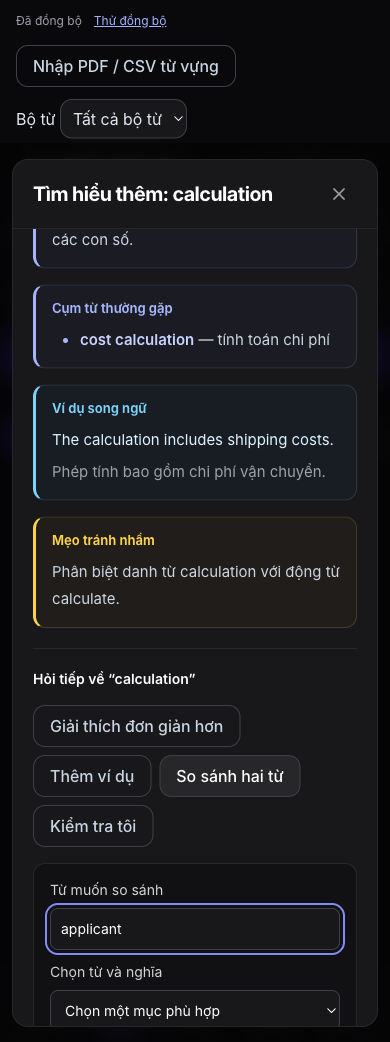 Đã đồng bộ Thử đồng bộ
Nhập PDF / CSV từ vựng
Bộ từ Tất cả bộ từ
Tìm hiểu thêm: calculation
các con số.
Cụm từ thường gặp
• cost calculation — tính toán chi phí
Ví dụ song ngữ
The calculation includes shipping costs.
Phép tính bao gồm chi phí vận chuyển.
Mẹo tránh nhầm
Phân biệt danh từ calculation với động từ
calculate.
Hỏi tiếp về “calculation”
Giải thích đơn giản hơn
Thêm ví dụ So sánh hai từ
Kiểm tra tôi
Từ muốn so sánh
applicant
Chọn từ và nghĩa
Chọn một mục phù hợp